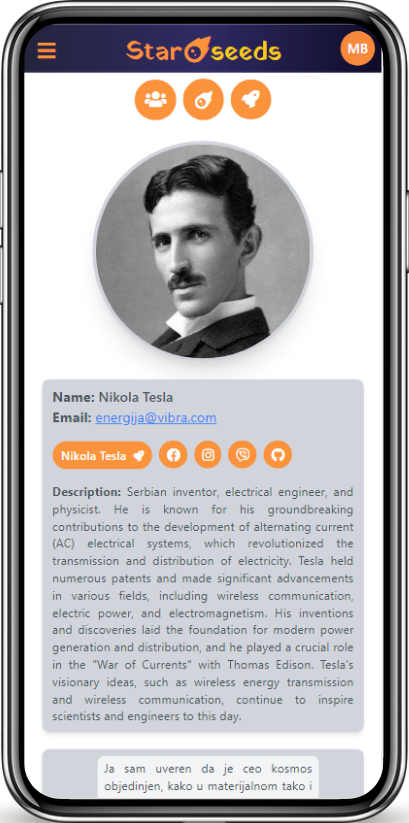 Starseeds
MB
Name: Nikola Tesla
Email: energija@vibra.com
Nikola Tesla
Description: Serbian inventor, electrical engineer, and
physicist. He is known for his groundbreaking
contributions to the development of alternating current
(AC) electrical systems, which revolutionized the
transmission and distribution of electricity. Tesla held
numerous patents and made significant advancements
in various fields, including wireless communication,
electric power, and electromagnetism. His inventions
and discoveries laid the foundation for modern power
generation and distribution, and he played a crucial role
in the "War of Currents" with Thomas Edison. Tesla's
visionary ideas, such as wireless energy transmission
and wireless communication, continue to inspire
scientists and engineers to this day.
Ja sam uveren da je ceo kosmos
objedinjen, kako u materijalnom tako i